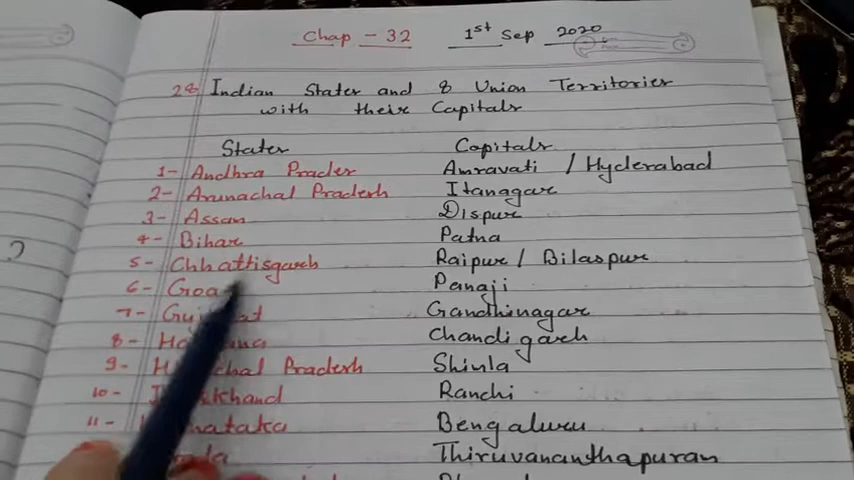 Chap - 32 1st Sep 2020
28 Indian States and 8 Union Territories
with their Capitals
States Capitals
1- Andhra Prades Amravati / Hyderabad
2- Arunachal Pradesh Itanagar
3- Assam Dispur
4- Bihar Patna
5- Chhattisgarh Raipur / Bilaspur
6- Goa Panaji
7- Gandhinagar
8- Chandigarh
9- Pradesh Shimla
10- Ranchi
11- Bengaluru
Thiruvananthapuram